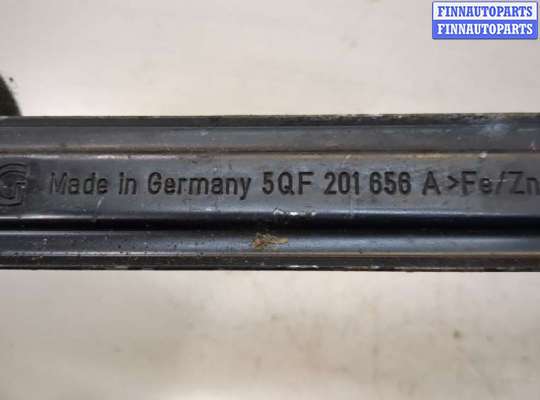 FINNAUTOPARTS
FINNAUTOPARTS
Made in Germany 5QF 201 656 A >Fe/Zn